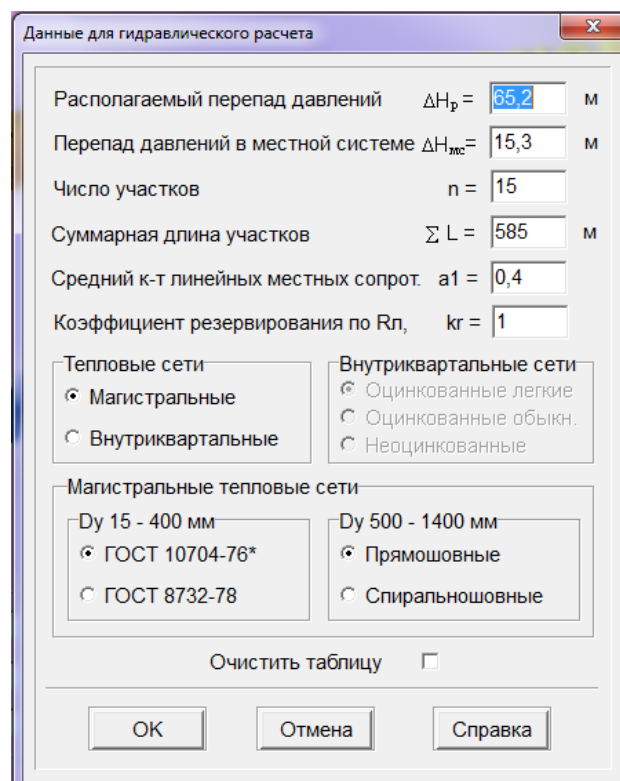 Данные для гидравлического расчета
x
Располагаемый перепад давлений ΔHр = 65,2 м
Перепад давлений в местной системе ΔHмс= 15,3 м
Число участков n = 15
Суммарная длина участков ∑ L = 585 м
Средний к-т линейных местных сопрот. a1 = 0,4
Коэффициент резервирования по Rл, kr = 1
Тепловые сети
Магистральные
Внутриквартальные
Внутриквартальные сети
Оцинкованные легкие
Оцинкованные обыкн.
Неоцинкованные
Магистральные тепловые сети
Dy 15 - 400 мм
ГОСТ 10704-76*
ГОСТ 8732-78
Dy 500 - 1400 мм
Прямошовные
Спиральношовные
Очистить таблицу
OK Отмена Справка